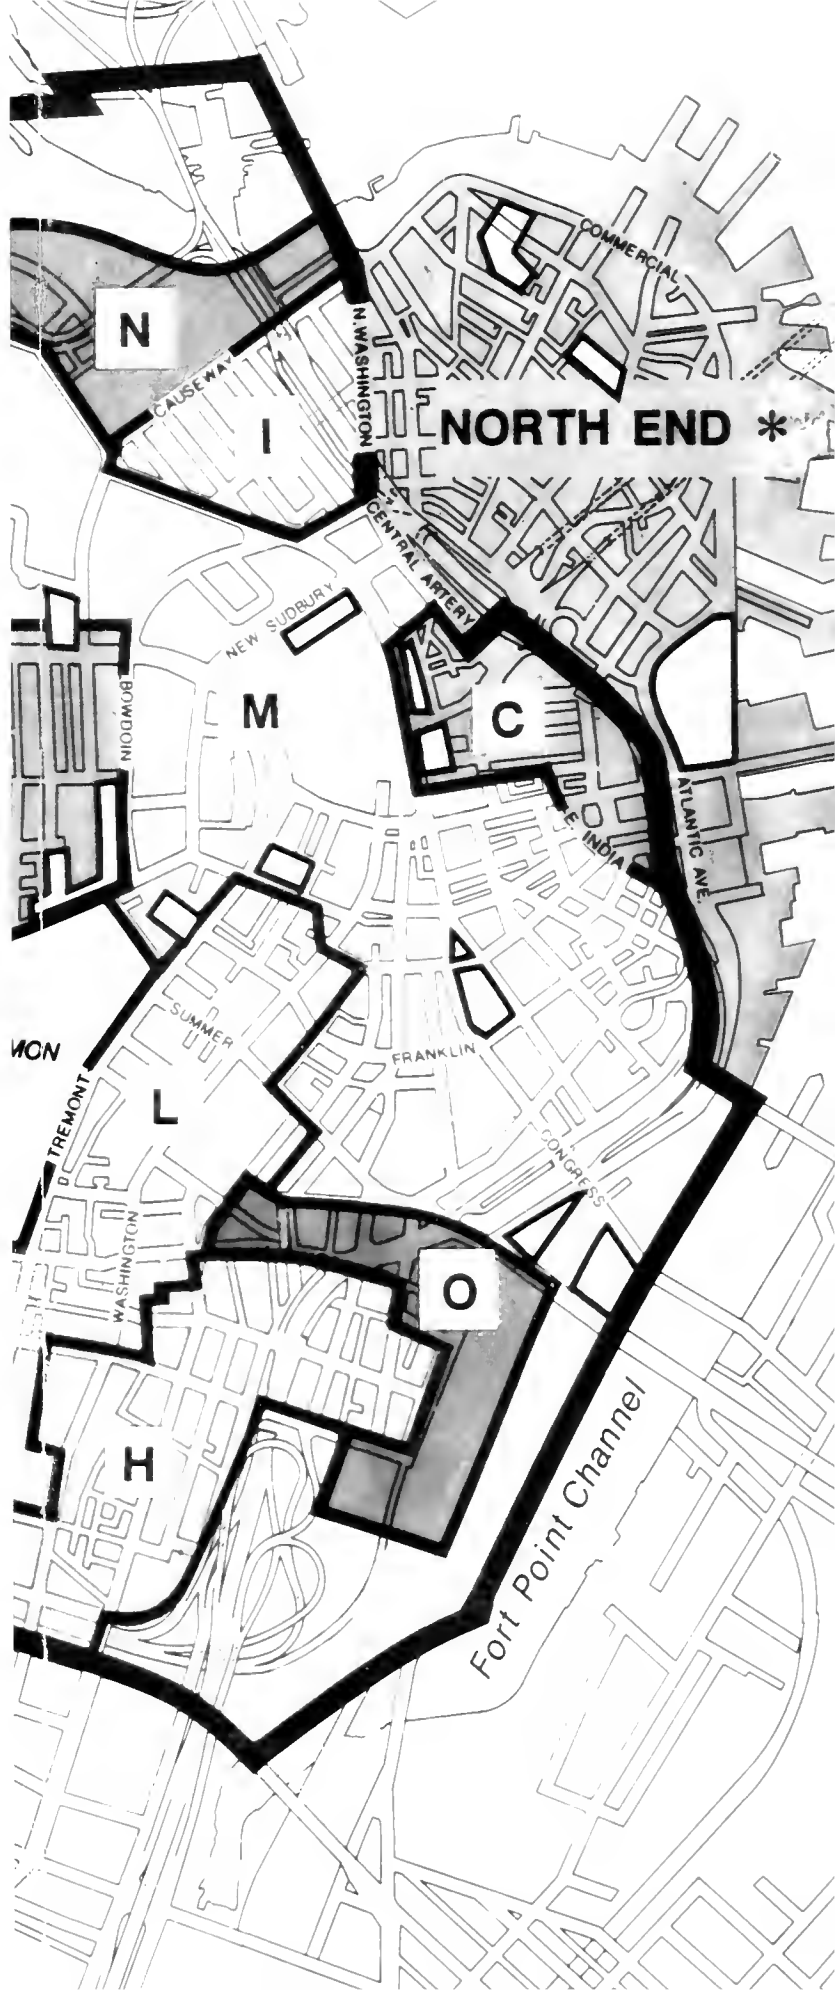 COMMERCIAL
N
CAUSEWAY
N. WASHINGTON
I
NORTH END *
CENTRAL ARTERY
NEW SUDBURY
BOWDOIN
M
C
ATLANTIC AVE.
E. INDIA
SUMMER
MON
FRANKLIN
TREMONT
L
CONGRESS
WASHINGTON
O
H
Fort Point Channel